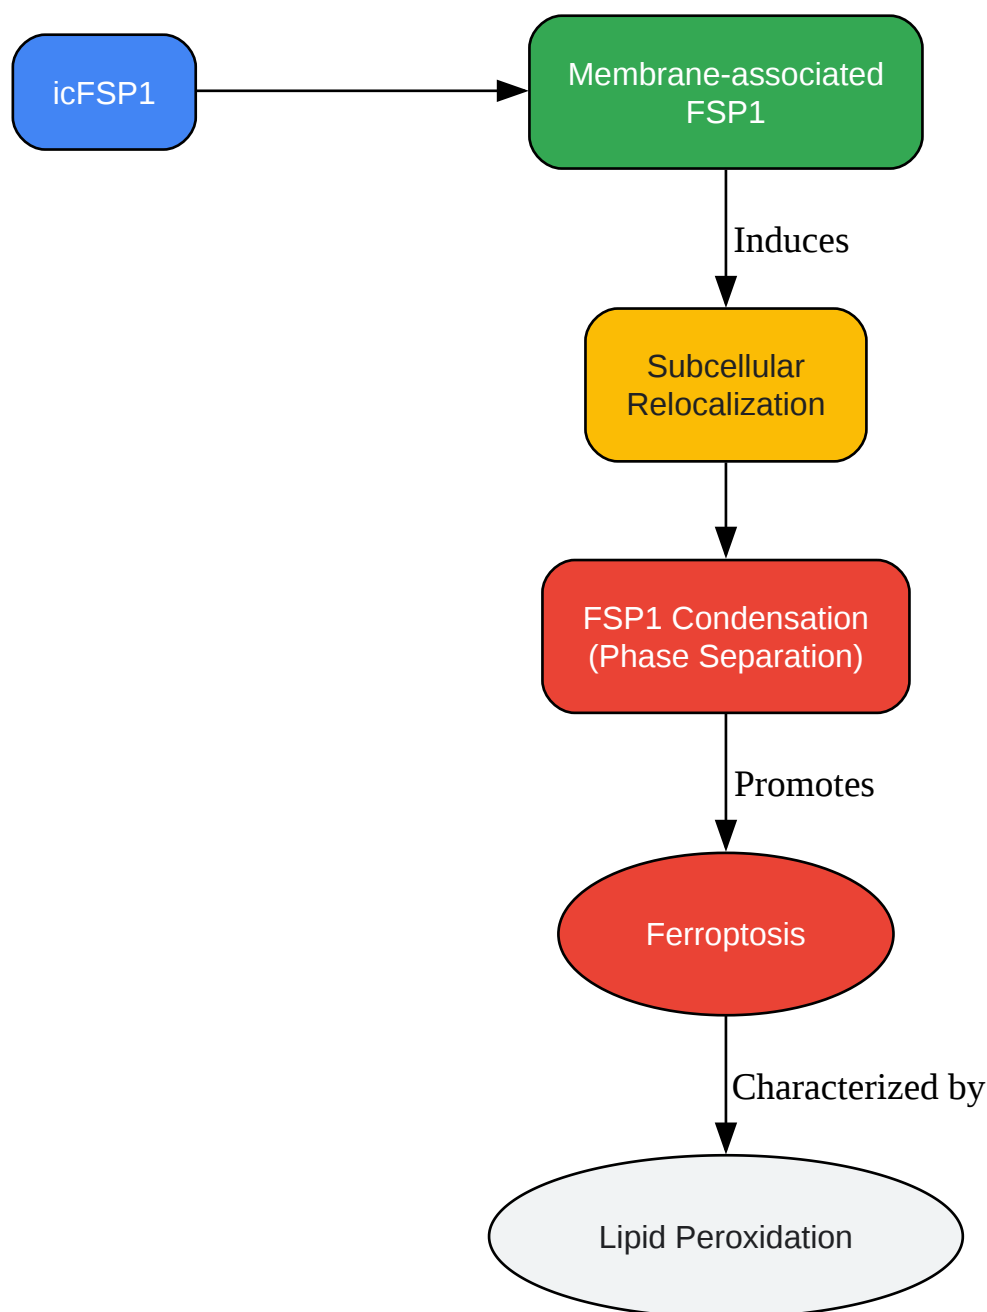 icFSP1
Membrane-associated
FSP1
Induces
Subcellular
Relocalization
FSP1 Condensation
(Phase Separation)
Promotes
Ferroptosis
Characterized by
Lipid Peroxidation